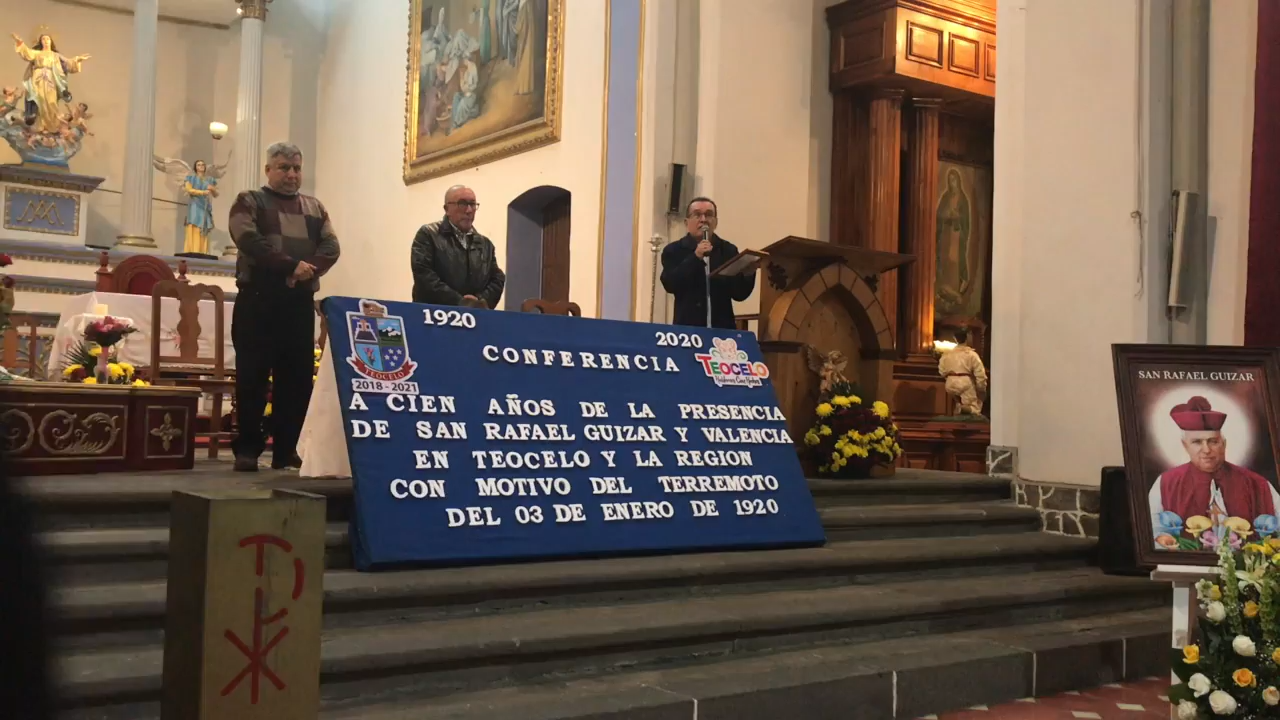 1920
2020
CONFERENCIA
TEOCELO
2018-2021
TEOCELO
A CIEN AÑOS DE LA PRESENCIA
DE SAN RAFAEL GUIZAR Y VALENCIA
EN TEOCELO Y LA REGION
CON MOTIVO DEL TERREMOTO
DEL 03 DE ENERO DE 1920
SAN RAFAEL GUIZAR